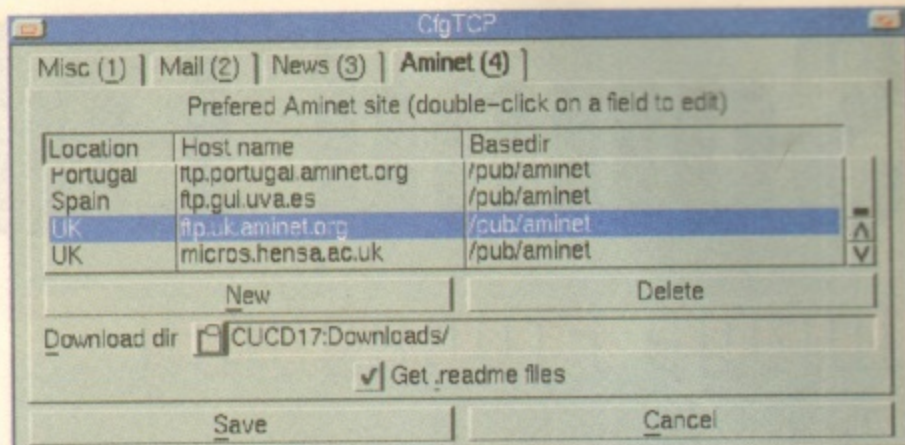 CfgTCP
Misc (1) Mail (2) News (3) Aminet (4)
Prefered Aminet site (double-click on a field to edit)
Location Host name Basedir
Portugal ftp.portugal.aminet.org /pub/aminet
Spain ftp.gui.uva.es /pub/aminet
UK ftp.uk.aminet.org /pub/aminet
UK micros.hensa.ac.uk /pub/aminet
New Delete
Download dir CUCD17:Downloads/
Get .readme files
Save Cancel